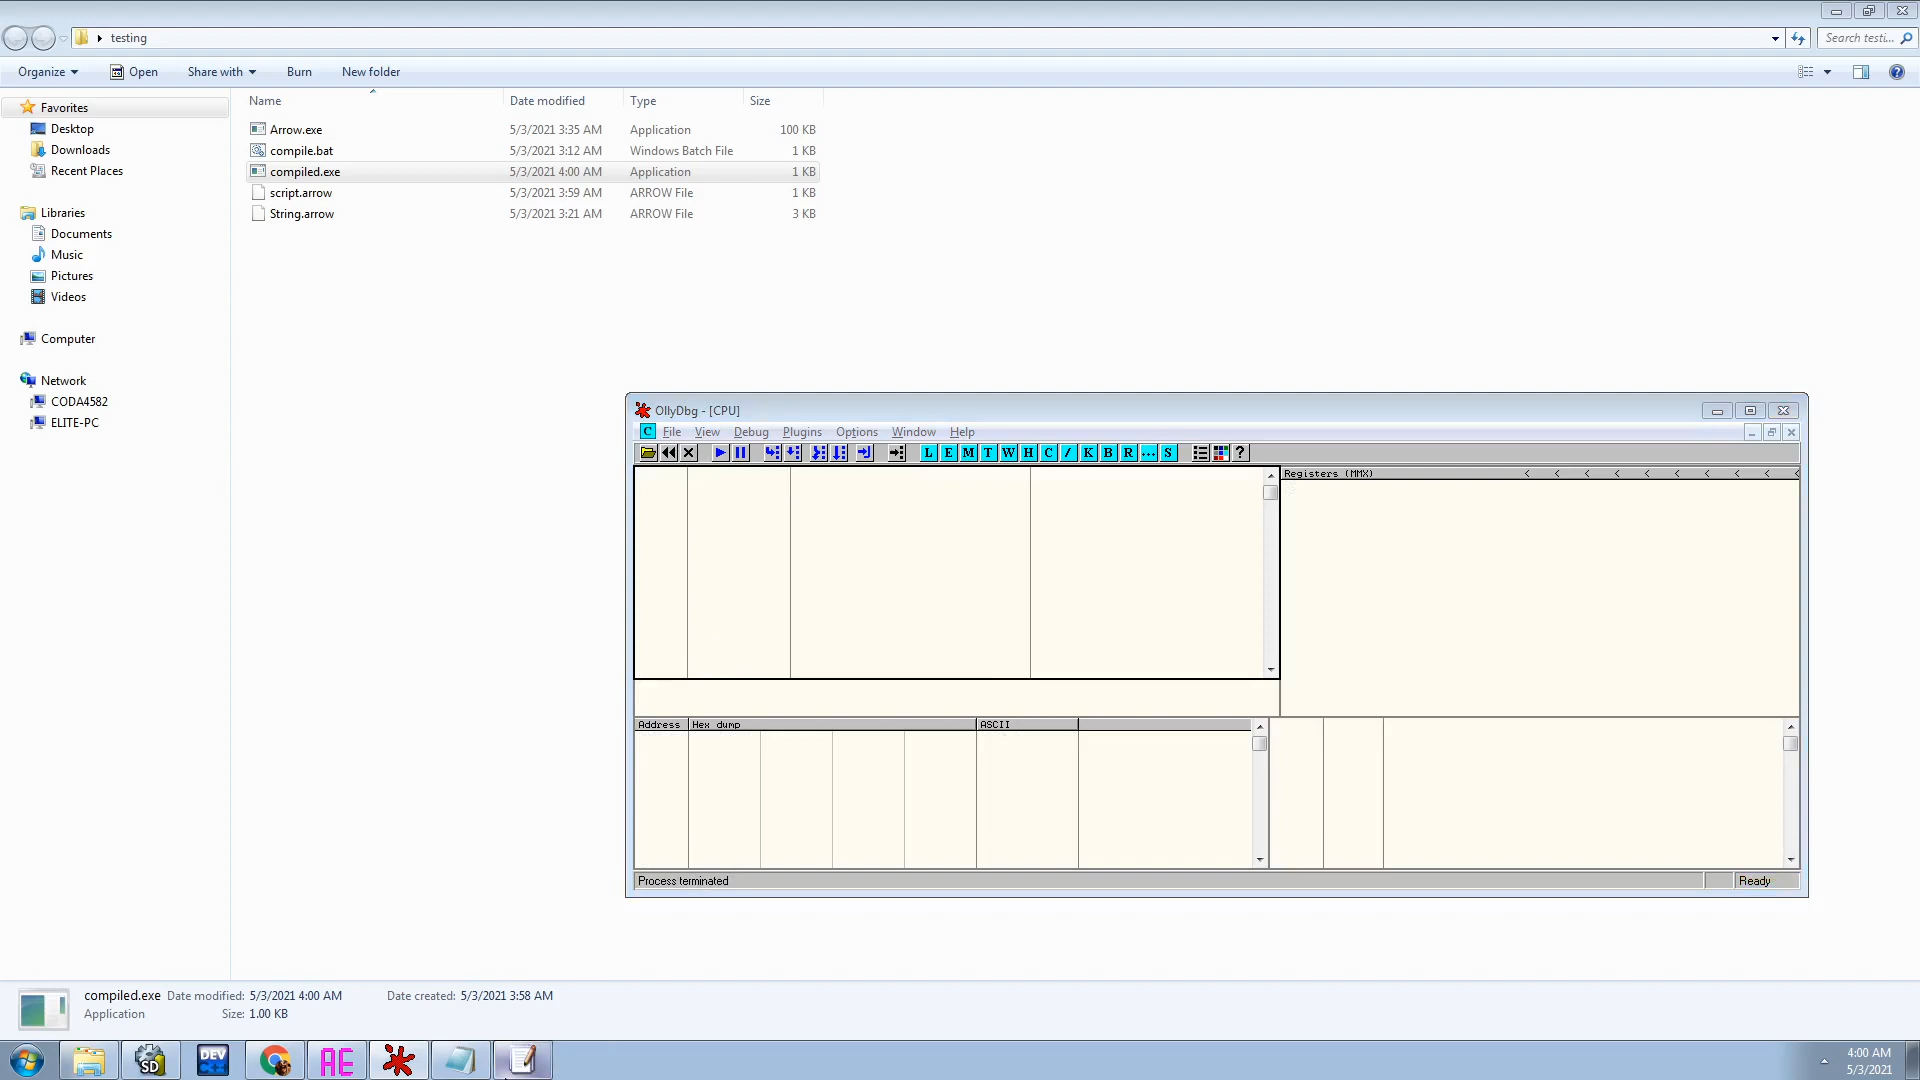 testing
Search testi...
Organize Open Share with Burn New folder
Name Date modified Type Size
Arrow.exe 5/3/2021 3:35 AM Application 100 KB
compile.bat 5/3/2021 3:12 AM Windows Batch File 1 KB
compiled.exe 5/3/2021 4:00 AM Application 1 KB
script.arrow 5/3/2021 3:59 AM ARROW File 1 KB
String.arrow 5/3/2021 3:21 AM ARROW File 3 KB
Favorites
Desktop
Downloads
Recent Places
Libraries
Documents
Music
Pictures
Videos
Computer
Network
CODA4582
ELITE-PC
OllyDbg - [CPU]
C File View Debug Plugins Options Window Help
L E M T W H C / K B R ... S ?
Registers (MMX) < < < < < < < < < <
Address Hex dump ASCII
Process terminated Ready
compiled.exe Date modified: 5/3/2021 4:00 AM Date created: 5/3/2021 3:58 AM
Application Size: 1.00 KB
SD DEV C++ AE
4:00 AM
5/3/2021